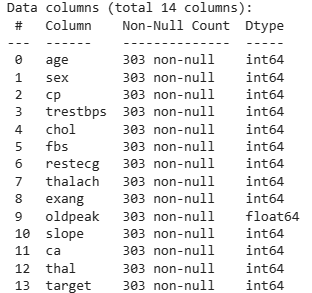 Data columns (total 14 columns):
 #   Column    Non-Null Count  Dtype
---  ------    --------------  -----
 0   age       303 non-null    int64
 1   sex       303 non-null    int64
 2   cp        303 non-null    int64
 3   trestbps  303 non-null    int64
 4   chol      303 non-null    int64
 5   fbs       303 non-null    int64
 6   restecg   303 non-null    int64
 7   thalach   303 non-null    int64
 8   exang     303 non-null    int64
 9   oldpeak   303 non-null    float64
 10  slope     303 non-null    int64
 11  ca        303 non-null    int64
 12  thal      303 non-null    int64
 13  target    303 non-null    int64